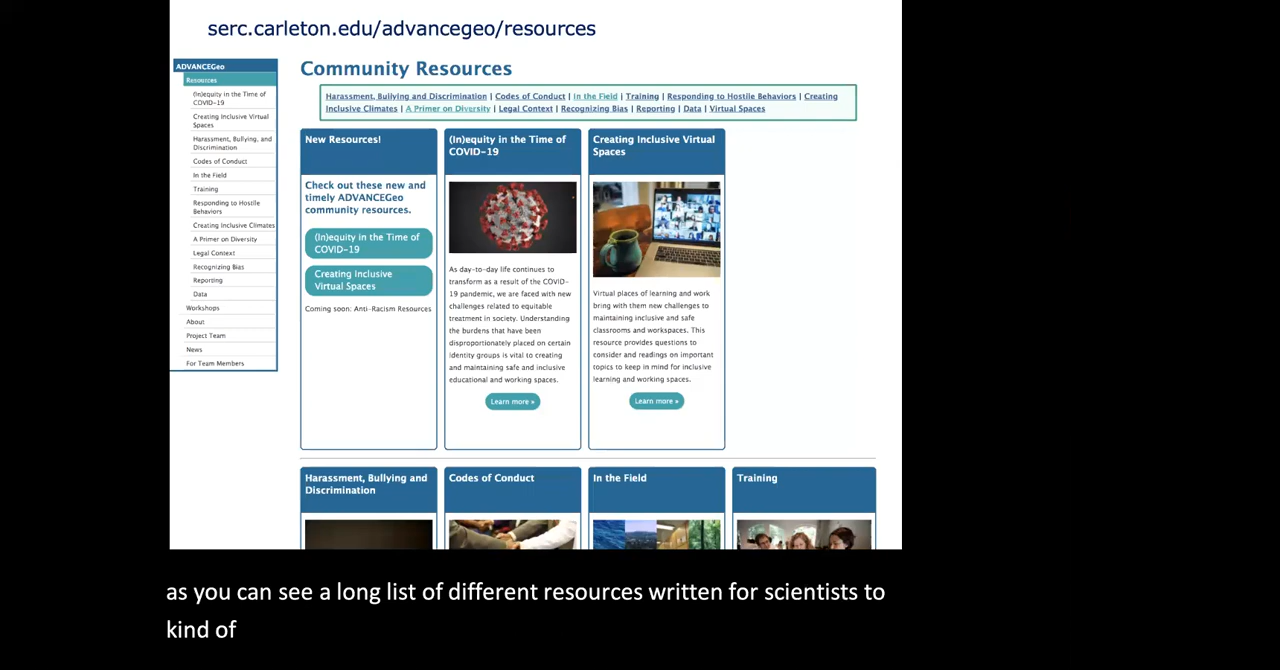 serc.carleton.edu/advancegeo/resources
ADVANCEGeo
Resources
(In)equity in the Time of
COVID-19
Creating Inclusive Virtual
Spaces
Harassment, Bullying, and
Discrimination
Codes of Conduct
In the Field
Training
Responding to Hostile
Behaviors
Creating Inclusive Climates
A Primer on Diversity
Legal Context
Recognizing Bias
Reporting
Data
Workshops
About
Project Team
News
For Team Members
Community Resources
Harassment, Bullying and Discrimination | Codes of Conduct | In the Field | Training | Responding to Hostile Behaviors | Creating
Inclusive Climates | A Primer on Diversity | Legal Context | Recognizing Bias | Reporting | Data | Virtual Spaces
New Resources!
Check out these new and
timely ADVANCEGeo
community resources.
(In)equity in the Time of
COVID-19
Creating Inclusive
Virtual Spaces
Coming soon: Anti-Racism Resources
(In)equity in the Time of
COVID-19
As day-to-day life continues to
transform as a result of the COVID-
19 pandemic, we are faced with new
challenges related to equitable
treatment in society. Understanding
the burdens that have been
disproportionately placed on certain
identity groups is vital to creating
and maintaining safe and inclusive
educational and working spaces.
Learn more »
Creating Inclusive Virtual
Spaces
Virtual places of learning and work
bring with them new challenges to
maintaining inclusive and safe
classrooms and workspaces. This
resource provides questions to
consider and readings on important
topics to keep in mind for inclusive
learning and working spaces.
Learn more »
Harassment, Bullying and
Discrimination
Codes of Conduct
In the Field
Training
as you can see a long list of different resources written for scientists to
kind of